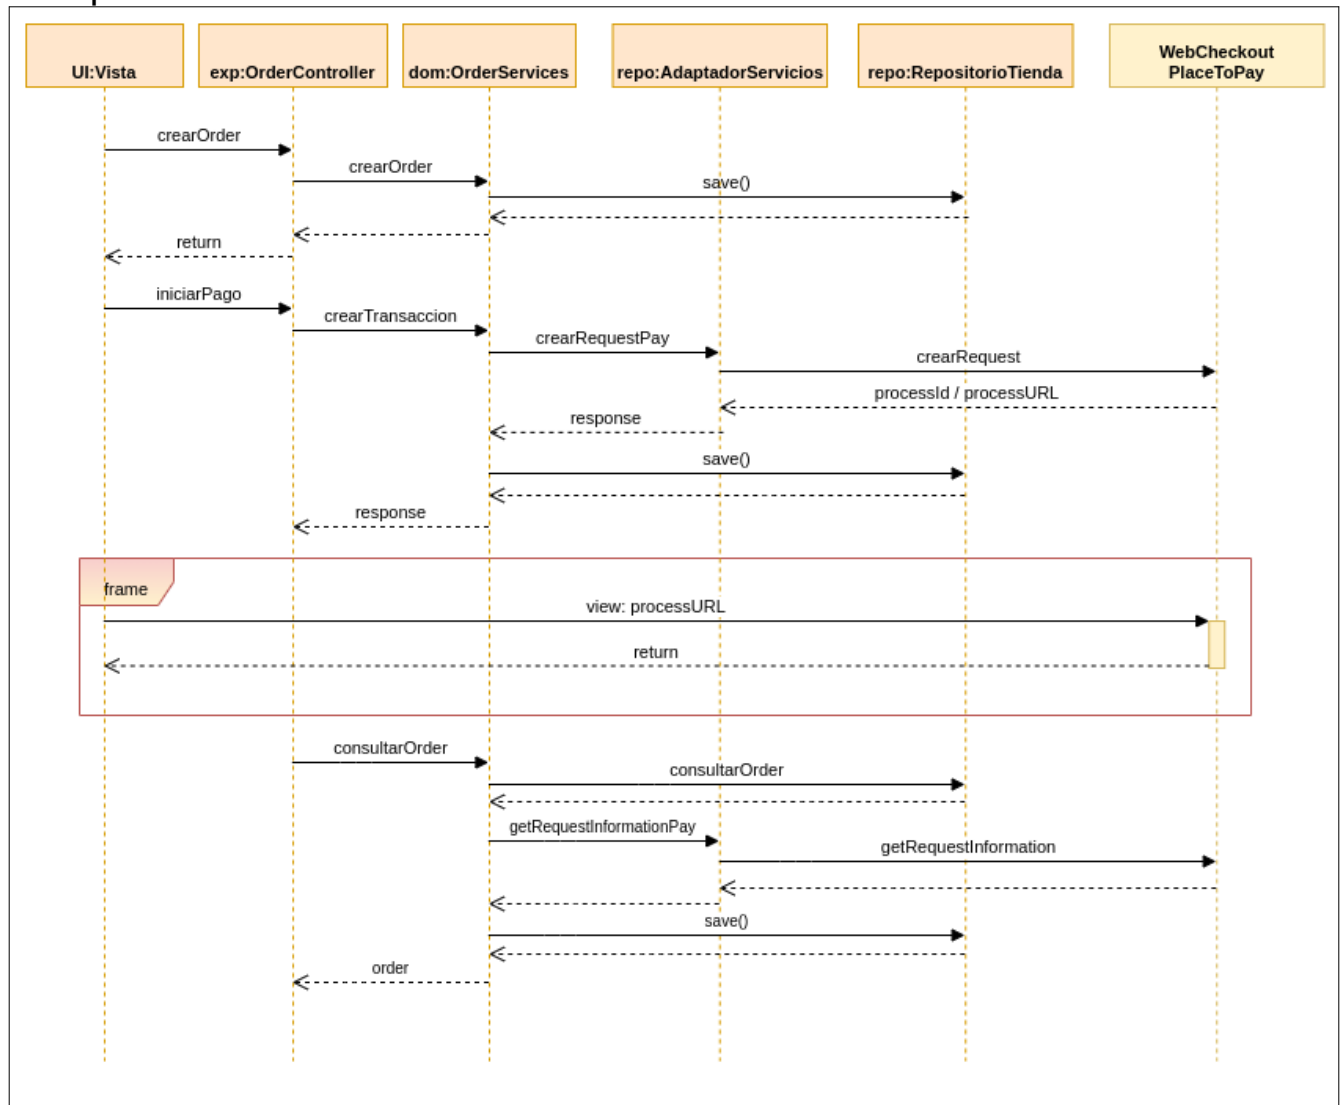 UI:Vista
exp:OrderController
dom:OrderServices
repo:AdaptadorServicios
repo:RepositorioTienda
WebCheckout
PlaceToPay
crearOrder
crearOrder
save()
return
iniciarPago
crearTransaccion
crearRequestPay
crearRequest
processId / processURL
response
save()
response
frame
view: processURL
return
consultarOrder
consultarOrder
getRequestInformationPay
getRequestInformation
save()
order